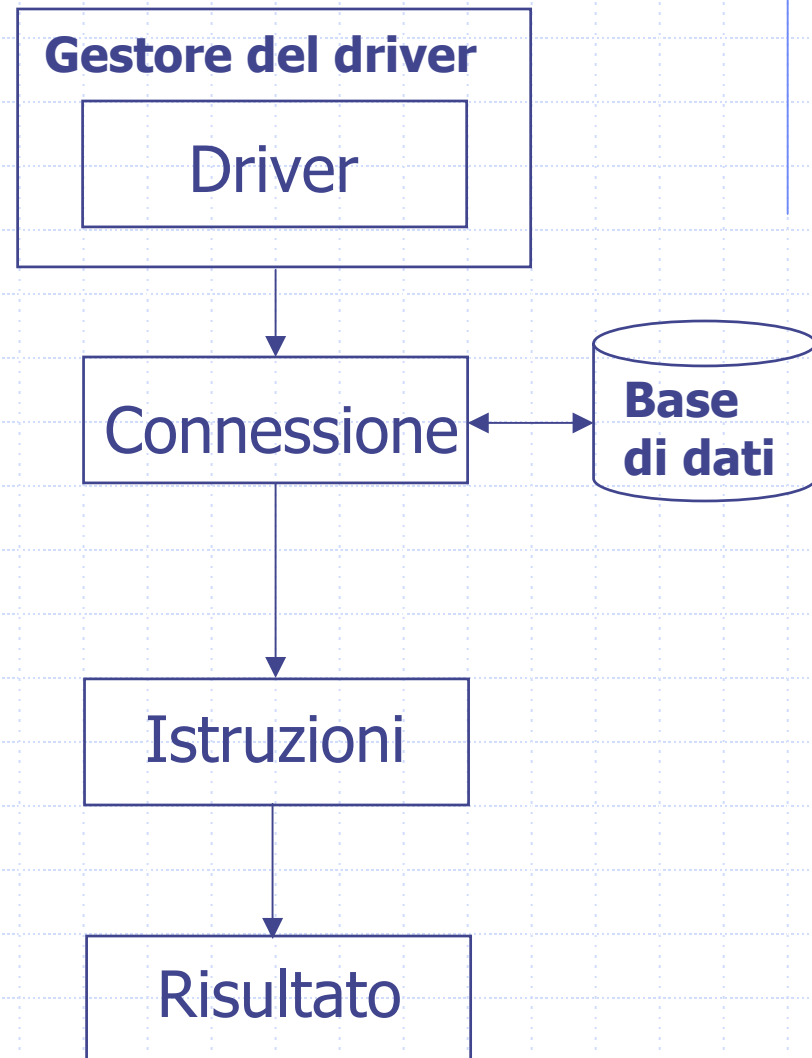 Gestore del driver
Driver
Connessione
Base
di dati
Istruzioni
Risultato